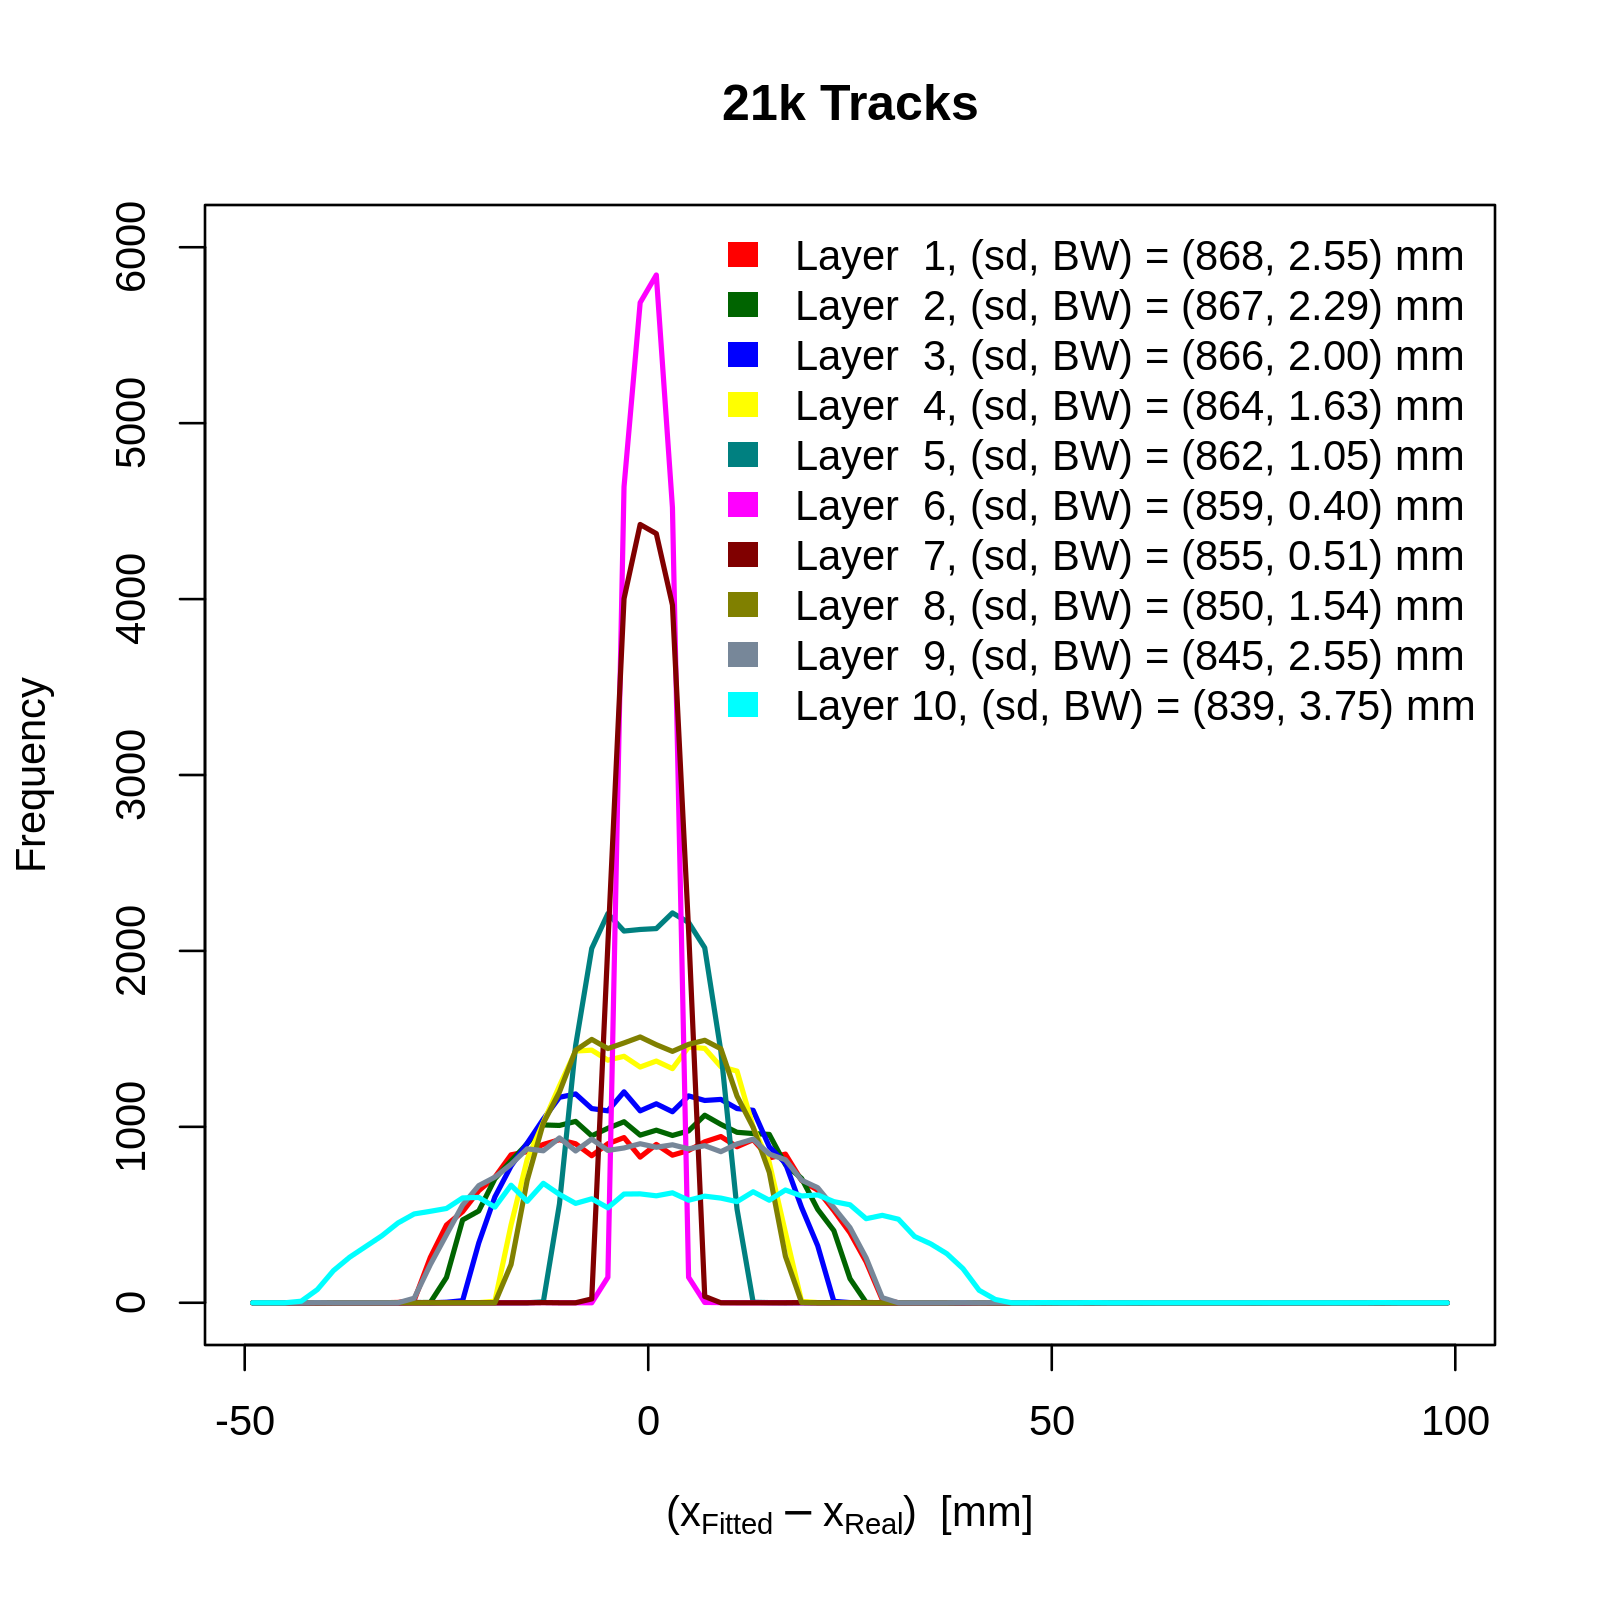 21k Tracks
Layer  1, (sd, BW) = (868, 2.55) mm
Layer  2, (sd, BW) = (867, 2.29) mm
Layer  3, (sd, BW) = (866, 2.00) mm
Layer  4, (sd, BW) = (864, 1.63) mm
Layer  5, (sd, BW) = (862, 1.05) mm
Layer  6, (sd, BW) = (859, 0.40) mm
Layer  7, (sd, BW) = (855, 0.51) mm
Layer  8, (sd, BW) = (850, 1.54) mm
Layer  9, (sd, BW) = (845, 2.55) mm
Layer 10, (sd, BW) = (839, 3.75) mm
Frequency
6000
5000
4000
3000
2000
1000
0
-50 0 50 100
(xFitted − xReal)  [mm]